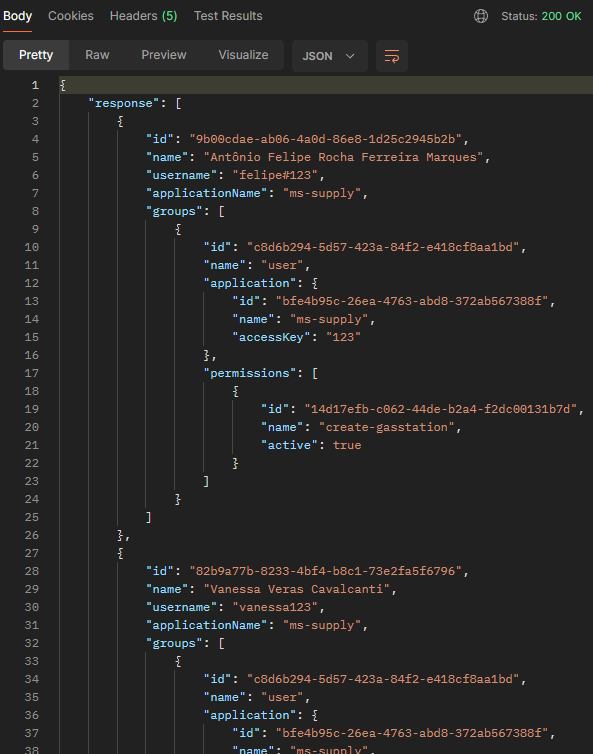 Body Cookies Headers (5) Test Results Status: 200 OK
Pretty Raw Preview Visualize JSON
1 {
2 "response": [
3 {
4 "id": "9b00cdae-ab06-4a0d-86e8-1d25c2945b2b",
5 "name": "Antônio Felipe Rocha Ferreira Marques",
6 "username": "felipe#123",
7 "applicationName": "ms-supply",
8 "groups": [
9 {
10 "id": "c8d6b294-5d57-423a-84f2-e418cf8aa1bd",
11 "name": "user",
12 "application": {
13 "id": "bfe4b95c-26ea-4763-abd8-372ab567388f",
14 "name": "ms-supply",
15 "accessKey": "123"
16 },
17 "permissions": [
18 {
19 "id": "14d17efb-c062-44de-b2a4-f2dc00131b7d",
20 "name": "create-gasstation",
21 "active": true
22 }
23 ]
24 }
25 ]
26 },
27 {
28 "id": "82b9a77b-8233-4bf4-b8c1-73e2fa5f6796",
29 "name": "Vanessa Veras Cavalcanti",
30 "username": "vanessa123",
31 "applicationName": "ms-supply",
32 "groups": [
33 {
34 "id": "c8d6b294-5d57-423a-84f2-e418cf8aa1bd",
35 "name": "user",
36 "application": {
37 "id": "bfe4b95c-26ea-4763-abd8-372ab567388f",
38 "name": "ms-supply",